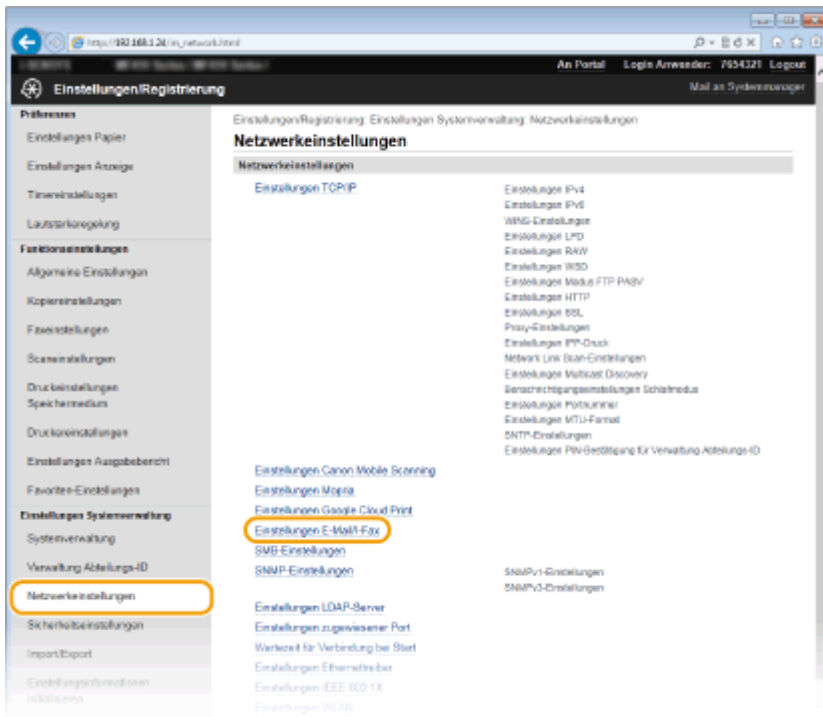 http://192.168.1.24/m_network.html
An Portal Login Anwender: 7654321 Logout
Einstellungen/Registrierung
Mail an Systemmanager
Präferenzen
Einstellungen Papier
Einstellungen Anzeige
Timereinstellungen
Lautstärkeregelung
Funktionseinstellungen
Allgemeine Einstellungen
Kopiereinstellungen
Faxeinstellungen
Scaneinstellungen
Druckeinstellungen
Speichermedium
Druckereinstellungen
Einstellungen Ausgabebericht
Favoriten-Einstellungen
Einstellungen Systemverwaltung
Systemverwaltung
Verwaltung Abteilungs-ID
Netzwerkeinstellungen
Sicherheitseinstellungen
Import/Export
Einstellungsinformationen
initialisieren
Einstellungen/Registrierung: Einstellungen Systemverwaltung: Netzwerkeinstellungen
Netzwerkeinstellungen
Netzwerkeinstellungen
Einstellungen TCP/IP
Einstellungen IPv4
Einstellungen IPv6
WINS-Einstellungen
Einstellungen LPD
Einstellungen RAW
Einstellungen WSD
Einstellungen Modus FTP PASV
Einstellungen HTTP
Einstellungen SSL
Proxy-Einstellungen
Einstellungen IPP-Druck
Network Link Scan-Einstellungen
Einstellungen Multicast Discovery
Benachrichtigungseinstellungen Schlafmodus
Einstellungen Portnummer
Einstellungen MTU-Format
SNTP-Einstellungen
Einstellungen PIN-Bestätigung für Verwaltung Abteilungs-ID
Einstellungen Canon Mobile Scanning
Einstellungen Mopria
Einstellungen Google Cloud Print
Einstellungen E-Mail/I-Fax
SMB-Einstellungen
SNMP-Einstellungen
SNMPv1-Einstellungen
SNMPv3-Einstellungen
Einstellungen LDAP-Server
Einstellungen zugewiesener Port
Wartezeit für Verbindung bei Start
Einstellungen Ethernettreiber
Einstellungen IEEE 802.1X
Einstellungen WLAN